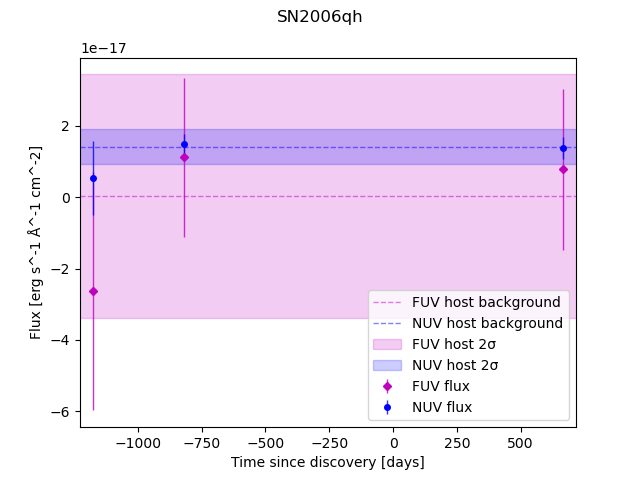 SN2006qh
1e−17
2
0
−2
−4
−6
Flux [erg s^-1 Å^-1 cm^-2]
−1000
−750
−500
−250
0
250
500
Time since discovery [days]
FUV host background
NUV host background
FUV host 2σ
NUV host 2σ
FUV flux
NUV flux